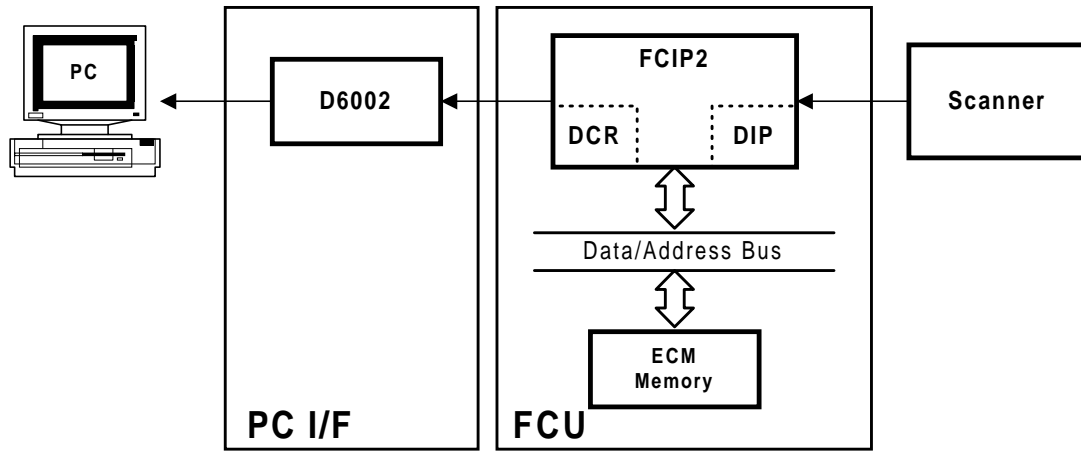 PC
D6002
FCIP2
DCR
DIP
Scanner
Data/Address Bus
ECM
Memory
PC I/F
FCU